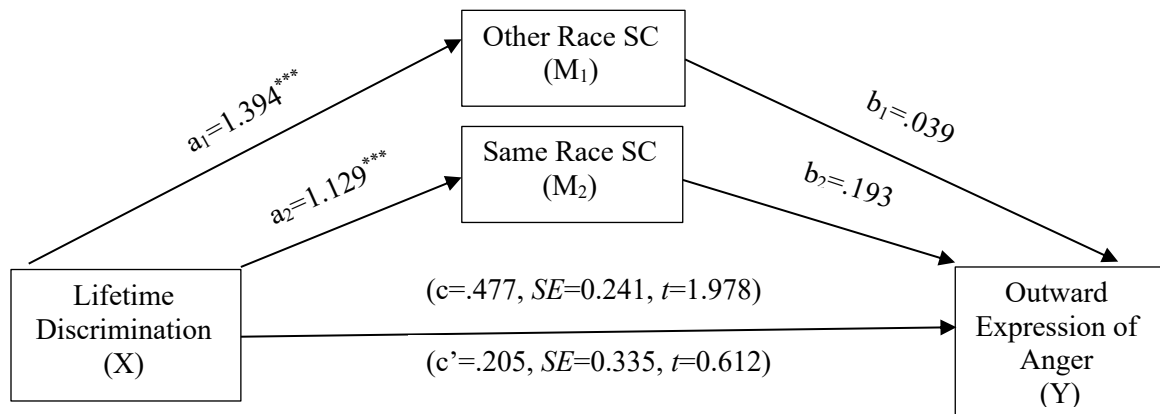 Other Race SC
(M₁)
a₁=1.394***
b₁=.039
Same Race SC
(M₂)
a₂=1.129***
b₂=.193
Lifetime
Discrimination
(X)
(c=.477, SE=0.241, t=1.978)
(c’=.205, SE=0.335, t=0.612)
Outward
Expression of
Anger
(Y)